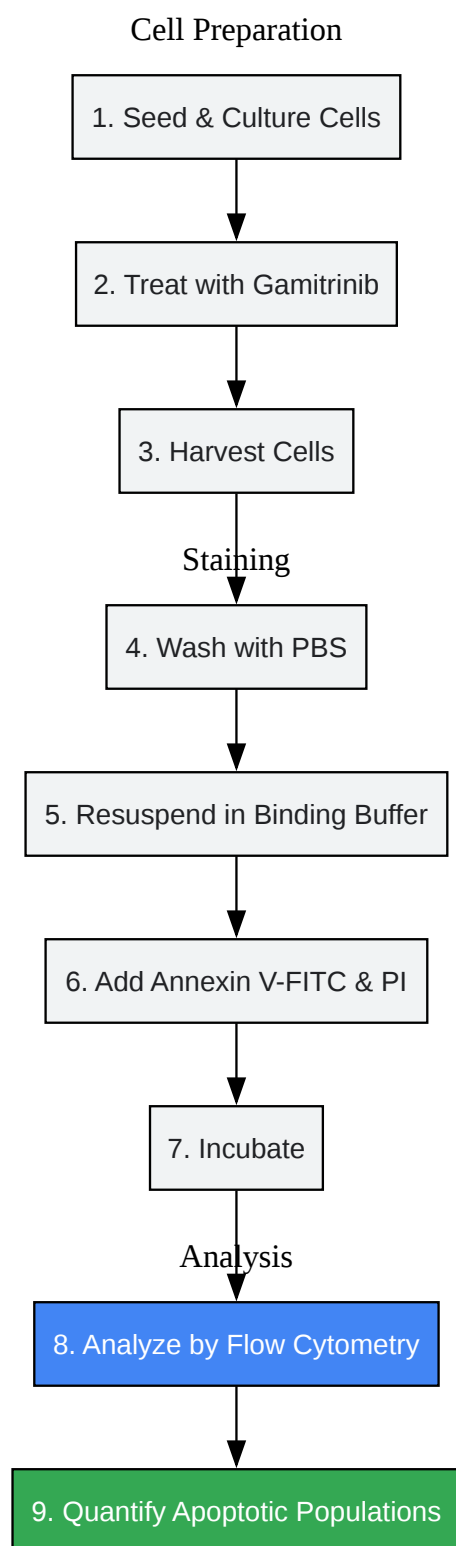 Cell Preparation
1. Seed & Culture Cells
2. Treat with Gamitrinib
3. Harvest Cells
Staining
4. Wash with PBS
5. Resuspend in Binding Buffer
6. Add Annexin V-FITC & PI
7. Incubate
Analysis
8. Analyze by Flow Cytometry
9. Quantify Apoptotic Populations